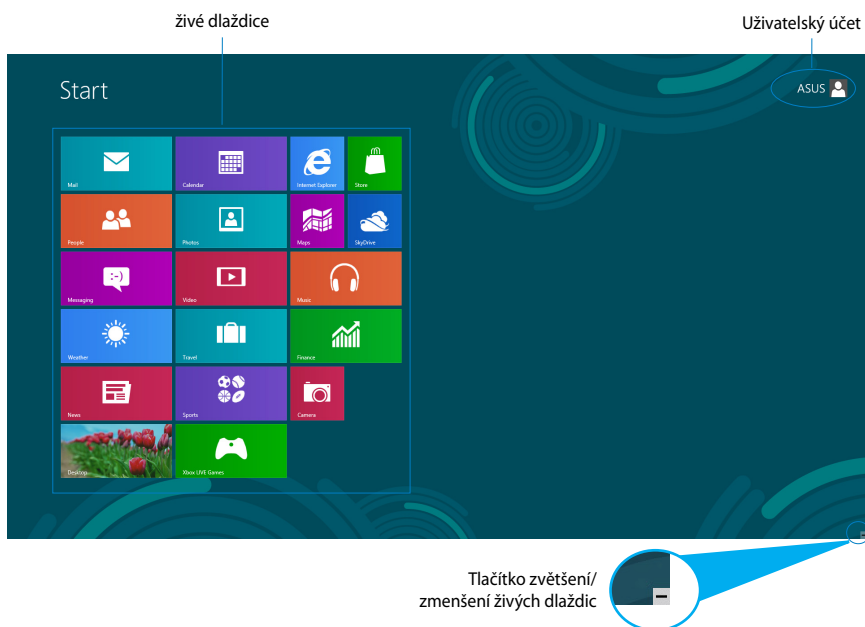 živé dlaždice
Uživatelský účet
Start
ASUS
Mail
Calendar
Internet Explorer
Store
People
Photos
Maps
SkyDrive
Messaging
Video
Music
Weather
Travel
Finance
News
Sports
Camera
Desktop
Xbox LIVE Games
Tlačítko zvětšení/
zmenšení živých dlaždic